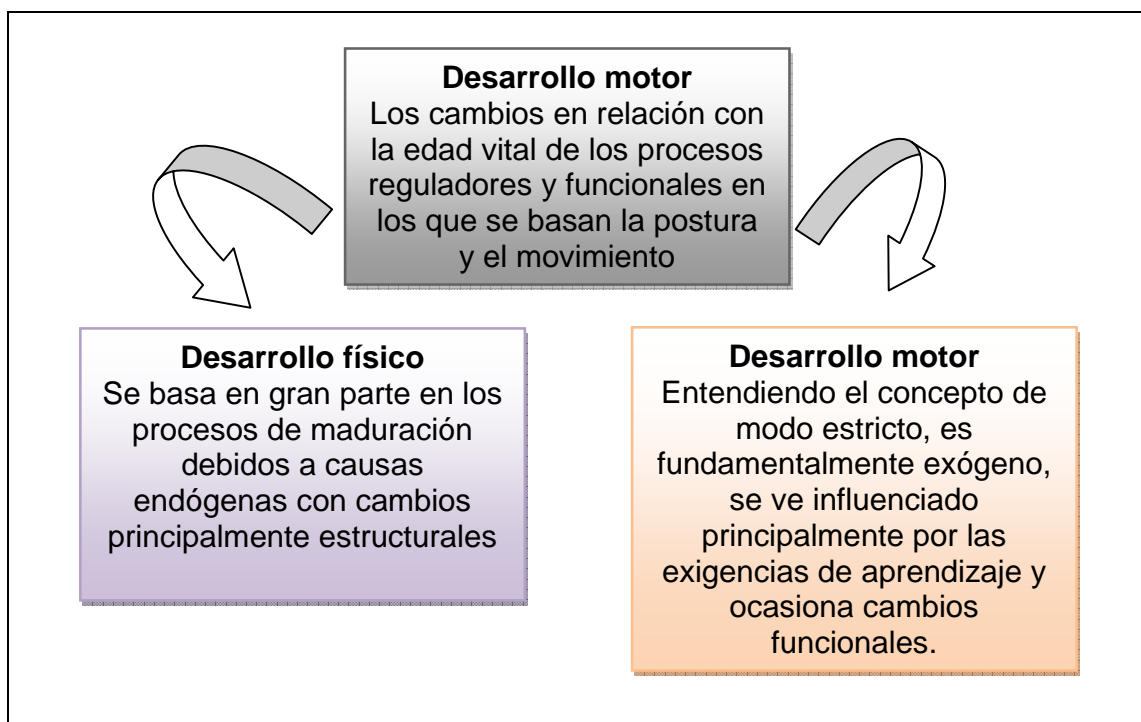 Desarrollo motor
Los cambios en relación con
la edad vital de los procesos
reguladores y funcionales en
los que se basan la postura
y el movimiento
Desarrollo físico
Se basa en gran parte en los
procesos de maduración
debidos a causas
endógenas con cambios
principalmente estructurales
Desarrollo motor
Entendiendo el concepto de
modo estricto, es
fundamentalmente exógeno,
se ve influenciado
principalmente por las
exigencias de aprendizaje y
ocasiona cambios
funcionales.